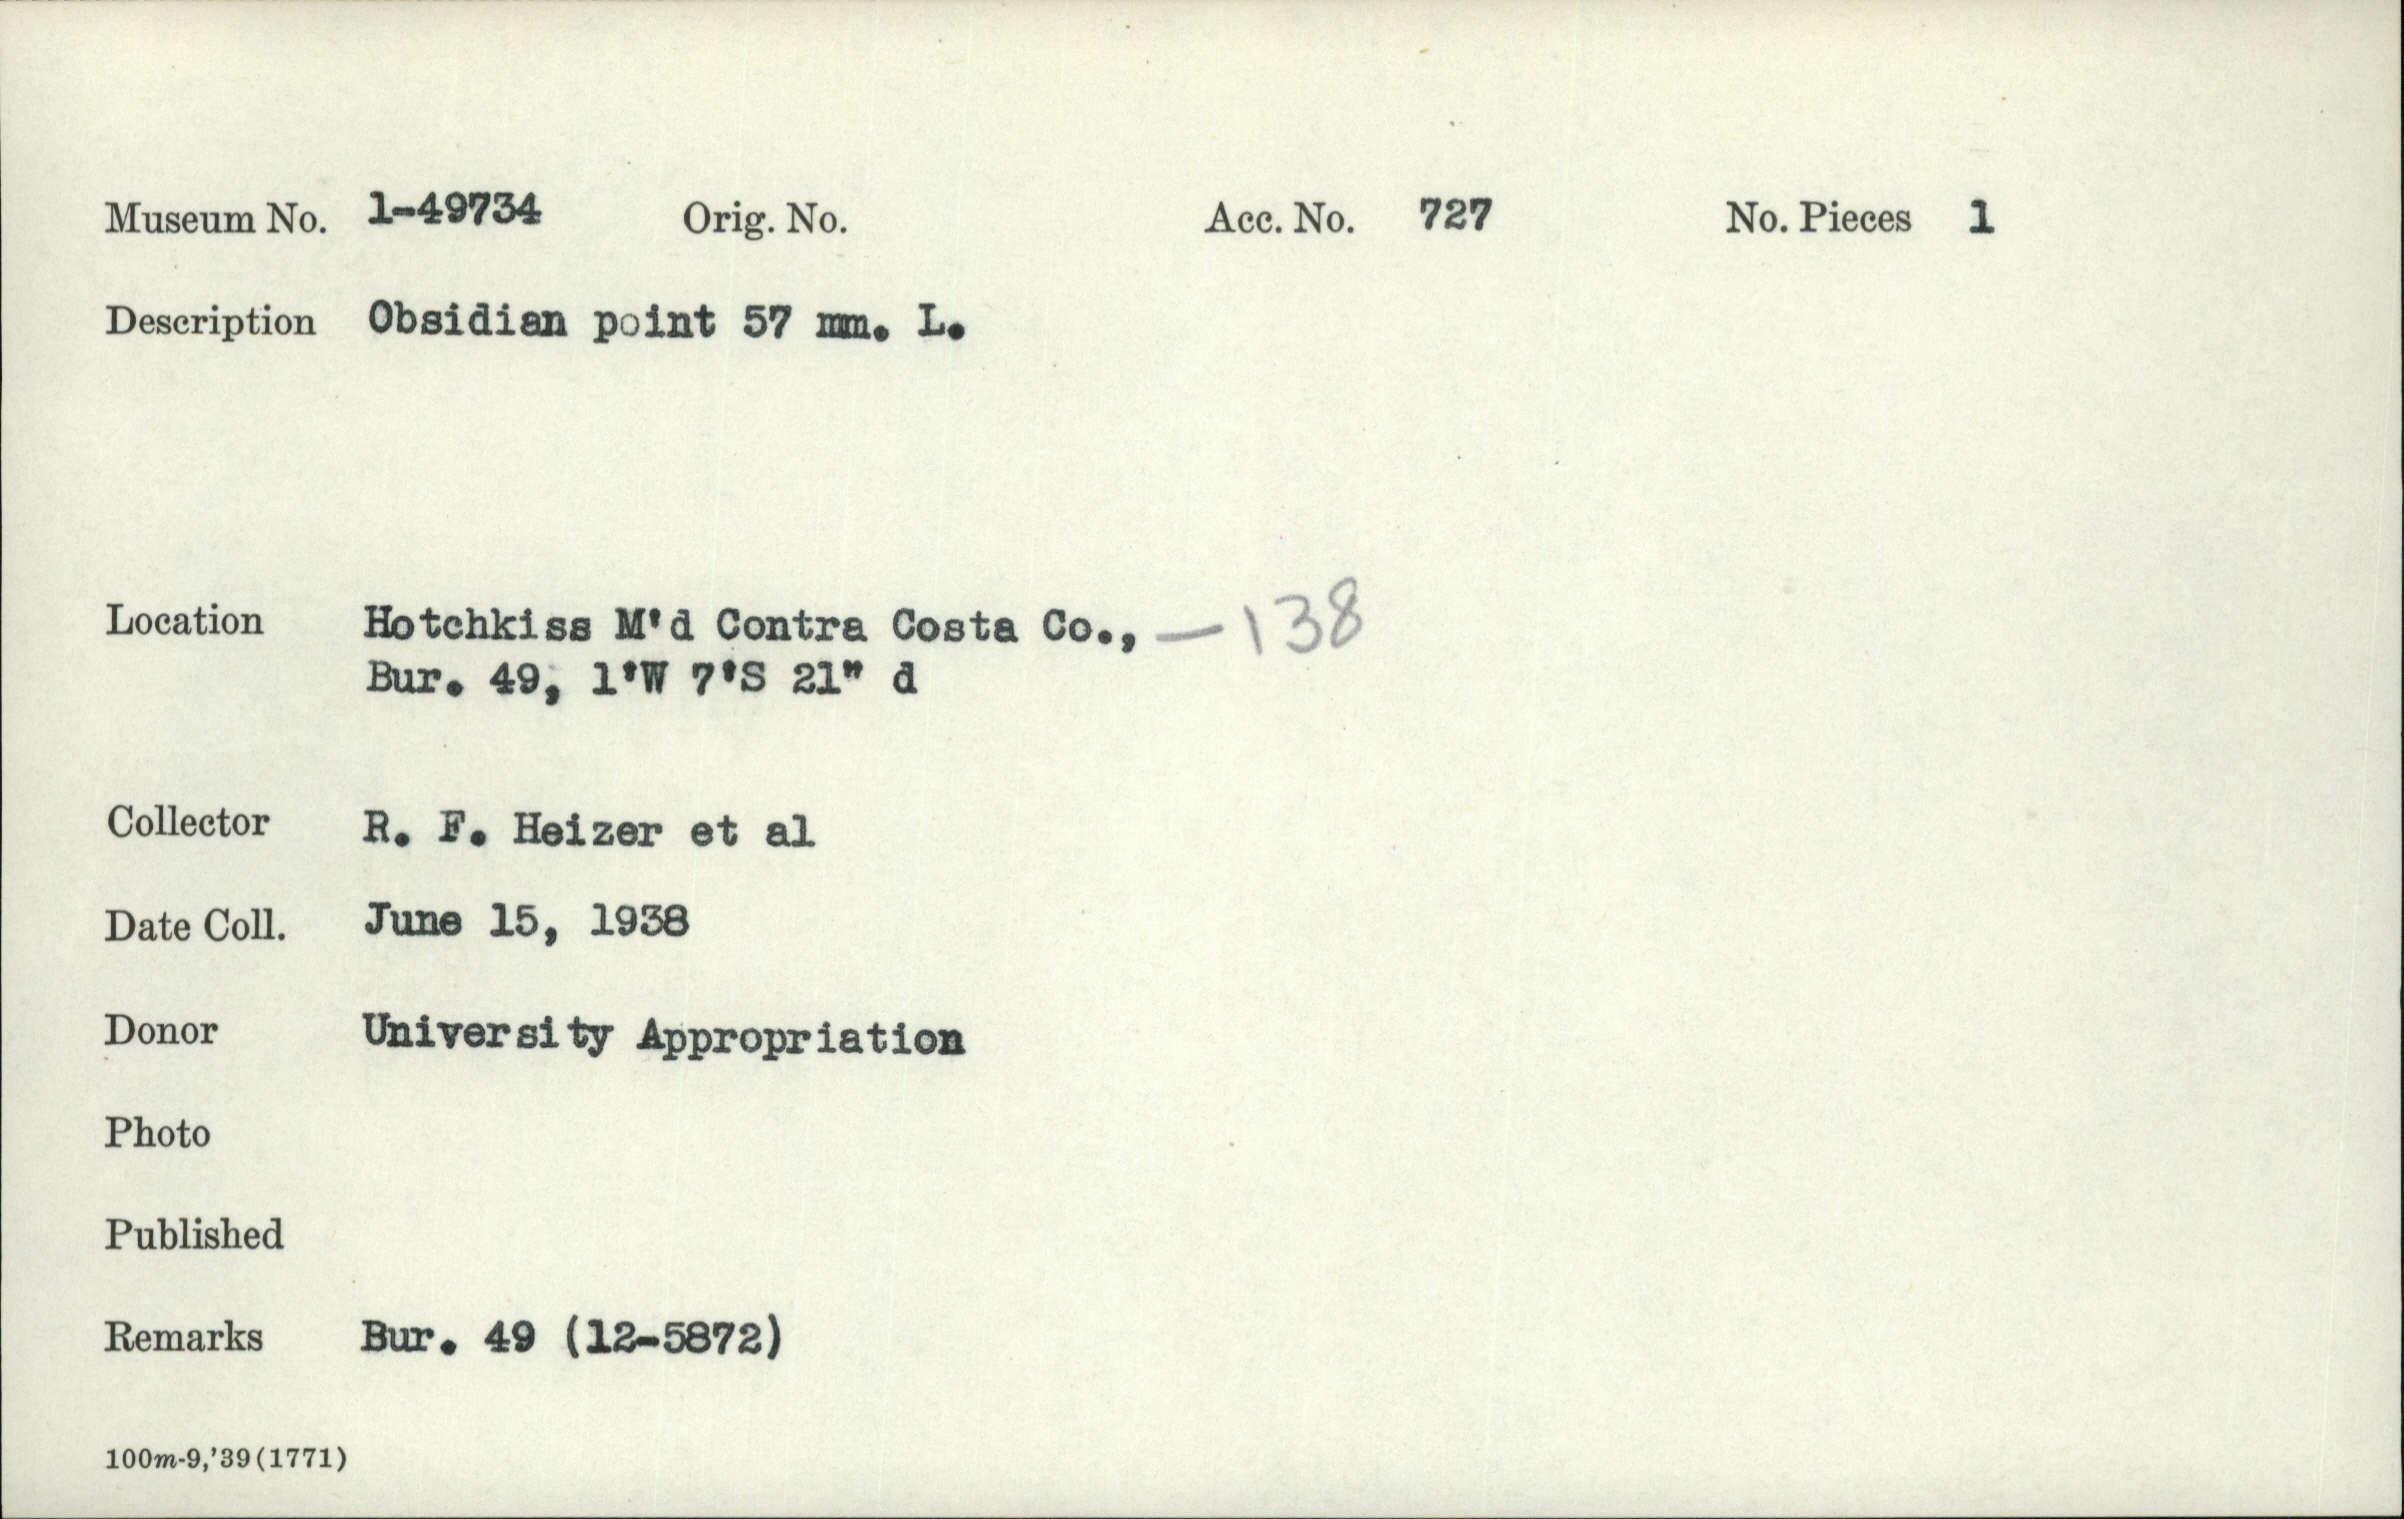 Museum No. 1-49734 Orig. No. Acc. No. 727 No. Pieces 1
Description Obsidian point 57 mm. L.
Location Hotchkiss M'd Contra Costa Co., — 138
Bur. 49, 1'W 7'S 21" d
Collector R. F. Heizer et al
Date Coll. June 15, 1938
Donor University Appropriation
Photo
Published
Remarks Bur. 49 (12-5872)
100m-9,'39(1771)